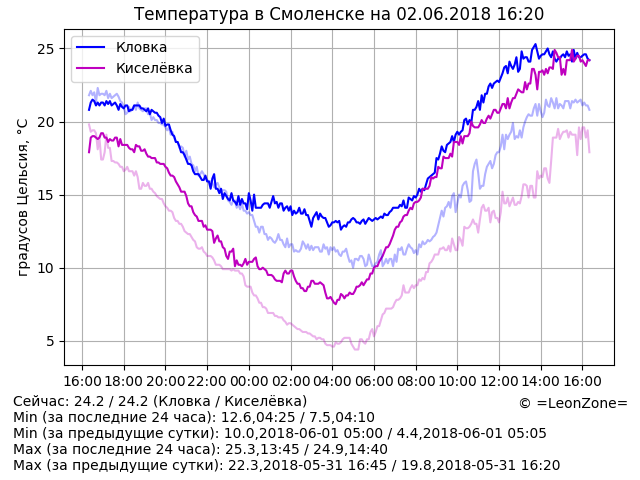 Температура в Смоленске на 02.06.2018 16:20
Кловка
Киселёвка
градусов Цельсия, °C
25
20
15
10
5
16:00 18:00 20:00 22:00 00:00 02:00 04:00 06:00 08:00 10:00 12:00 14:00 16:00
Сейчас: 24.2 / 24.2 (Кловка / Киселёвка)
© =LeonZone=
Min (за последние 24 часа): 12.6,04:25 / 7.5,04:10
Min (за предыдущие сутки): 10.0,2018-06-01 05:00 / 4.4,2018-06-01 05:05
Max (за последние 24 часа): 25.3,13:45 / 24.9,14:40
Max (за предыдущие сутки): 22.3,2018-05-31 16:45 / 19.8,2018-05-31 16:20